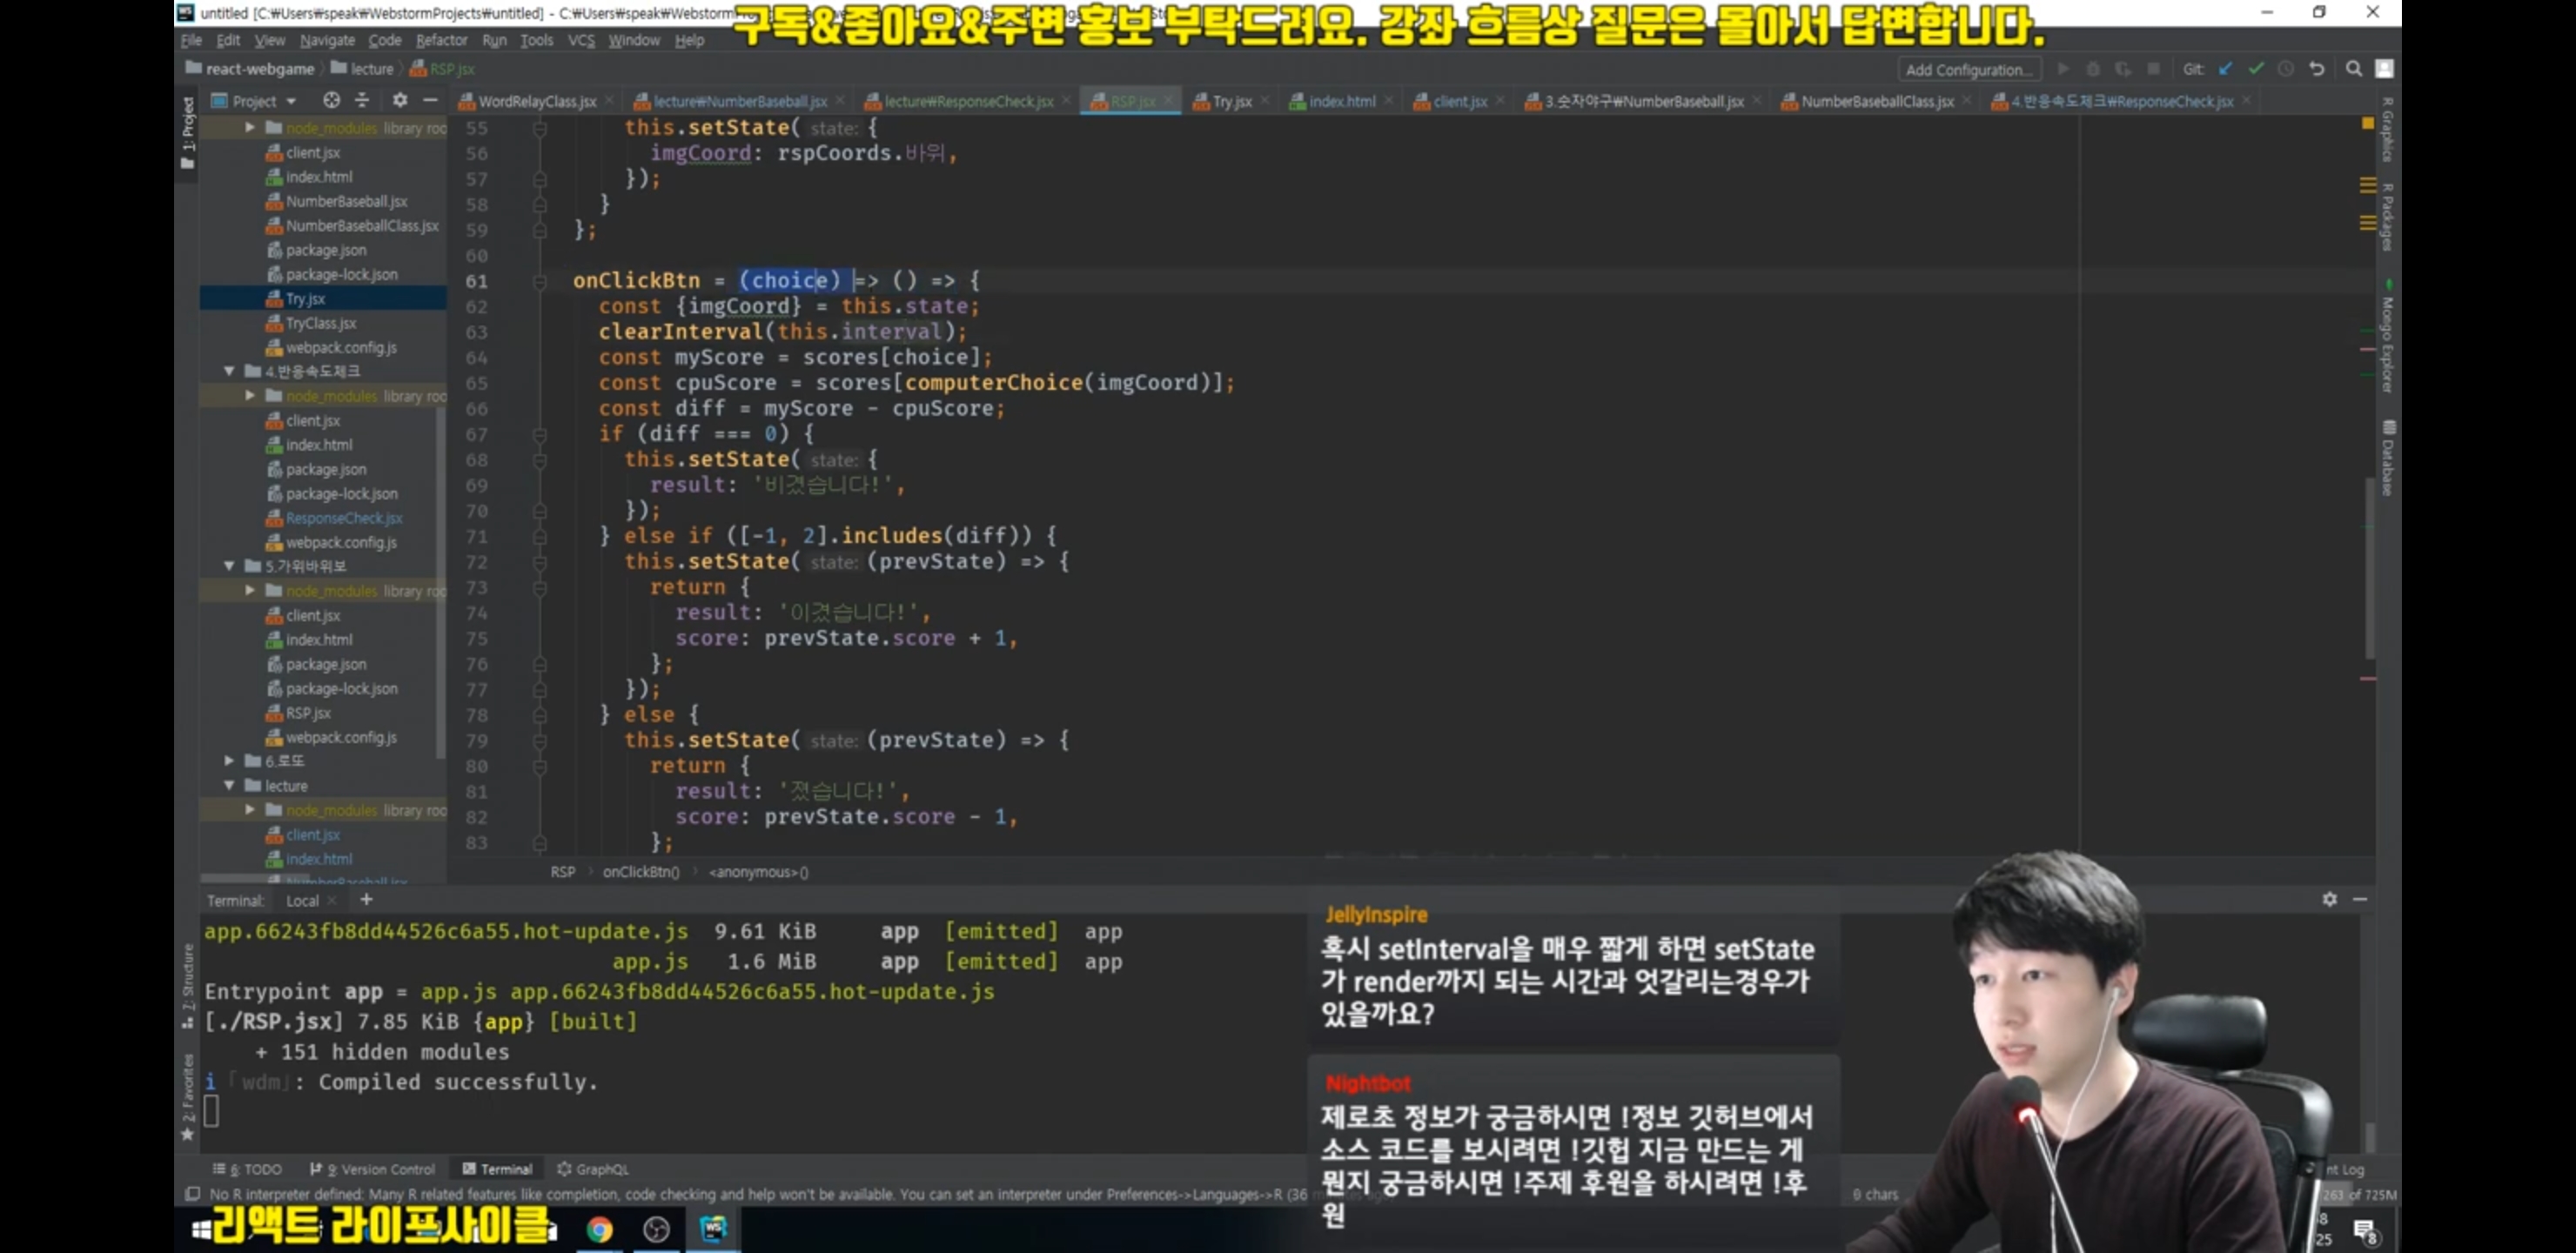 untitled [C:₩Users₩speak₩WebstormProjects₩untitled] - C:₩Users₩speak₩WebstormPro
구독&좋아요&주변 홍보 부탁드려요. 강좌 흐름상 질문은 몰아서 답변합니다.
File Edit View Navigate Code Refactor Run Tools VCS Window Help
react-webgame lecture RSP.jsx
Add Configuration... Git:
1: Project
Project
WordRelayClass.jsx lecture₩NumberBaseball.jsx lecture₩ResponseCheck.jsx RSP.jsx Try.jsx index.html client.jsx 3.숫자야구₩NumberBaseball.jsx NumberBaseballClass.jsx 4.반응속도체크₩ResponseCheck.jsx
node_modules library roo
client.jsx
index.html
NumberBaseball.jsx
NumberBaseballClass.jsx
package.json
package-lock.json
Try.jsx
TryClass.jsx
webpack.config.js
4.반응속도체크
node_modules library roo
client.jsx
index.html
package.json
package-lock.json
ResponseCheck.jsx
webpack.config.js
5.가위바위보
node_modules library roo
client.jsx
index.html
package.json
package-lock.json
RSP.jsx
webpack.config.js
6.로또
lecture
node_modules library roo
client.jsx
index.html
NumberBaseball.jsx
55 this.setState( state: {
56 imgCoord: rspCoords.바위,
57 });
58 }
59 };
60
61 onClickBtn = (choice) => () => {
62 const {imgCoord} = this.state;
63 clearInterval(this.interval);
64 const myScore = scores[choice];
65 const cpuScore = scores[computerChoice(imgCoord)];
66 const diff = myScore - cpuScore;
67 if (diff === 0) {
68 this.setState( state: {
69 result: '비겼습니다!',
70 });
71 } else if ([-1, 2].includes(diff)) {
72 this.setState( state: (prevState) => {
73 return {
74 result: '이겼습니다!',
75 score: prevState.score + 1,
76 };
77 });
78 } else {
79 this.setState( state: (prevState) => {
80 return {
81 result: '졌습니다!',
82 score: prevState.score - 1,
83 };
RSP onClickBtn() <anonymous>()
R Graphics
R Packages
Mongo Explorer
Database
Terminal: Local +
app.66243fb8dd44526c6a55.hot-update.js 9.61 KiB app [emitted] app
app.js 1.6 MiB app [emitted] app
Entrypoint app = app.js app.66243fb8dd44526c6a55.hot-update.js
[./RSP.jsx] 7.85 KiB {app} [built]
+ 151 hidden modules
i ｢wdm｣: Compiled successfully.
7: Structure
2: Favorites
JellyInspire
혹시 setInterval을 매우 짧게 하면 setState
가 render까지 되는 시간과 엇갈리는경우가
있을까요?
Nightbot
제로초 정보가 궁금하시면 !정보 깃허브에서
소스 코드를 보시려면 !깃헙 지금 만드는 게
뭔지 궁금하시면 !주제 후원을 하시려면 !후
원
6: TODO 9: Version Control Terminal GraphQL
nt Log
No R interpreter defined: Many R related features like completion, code checking and help won't be available. You can set an interpreter under Preferences->Languages->R (36 m
chars
263 of 725M
리액트 라이프사이클
WS
25
8